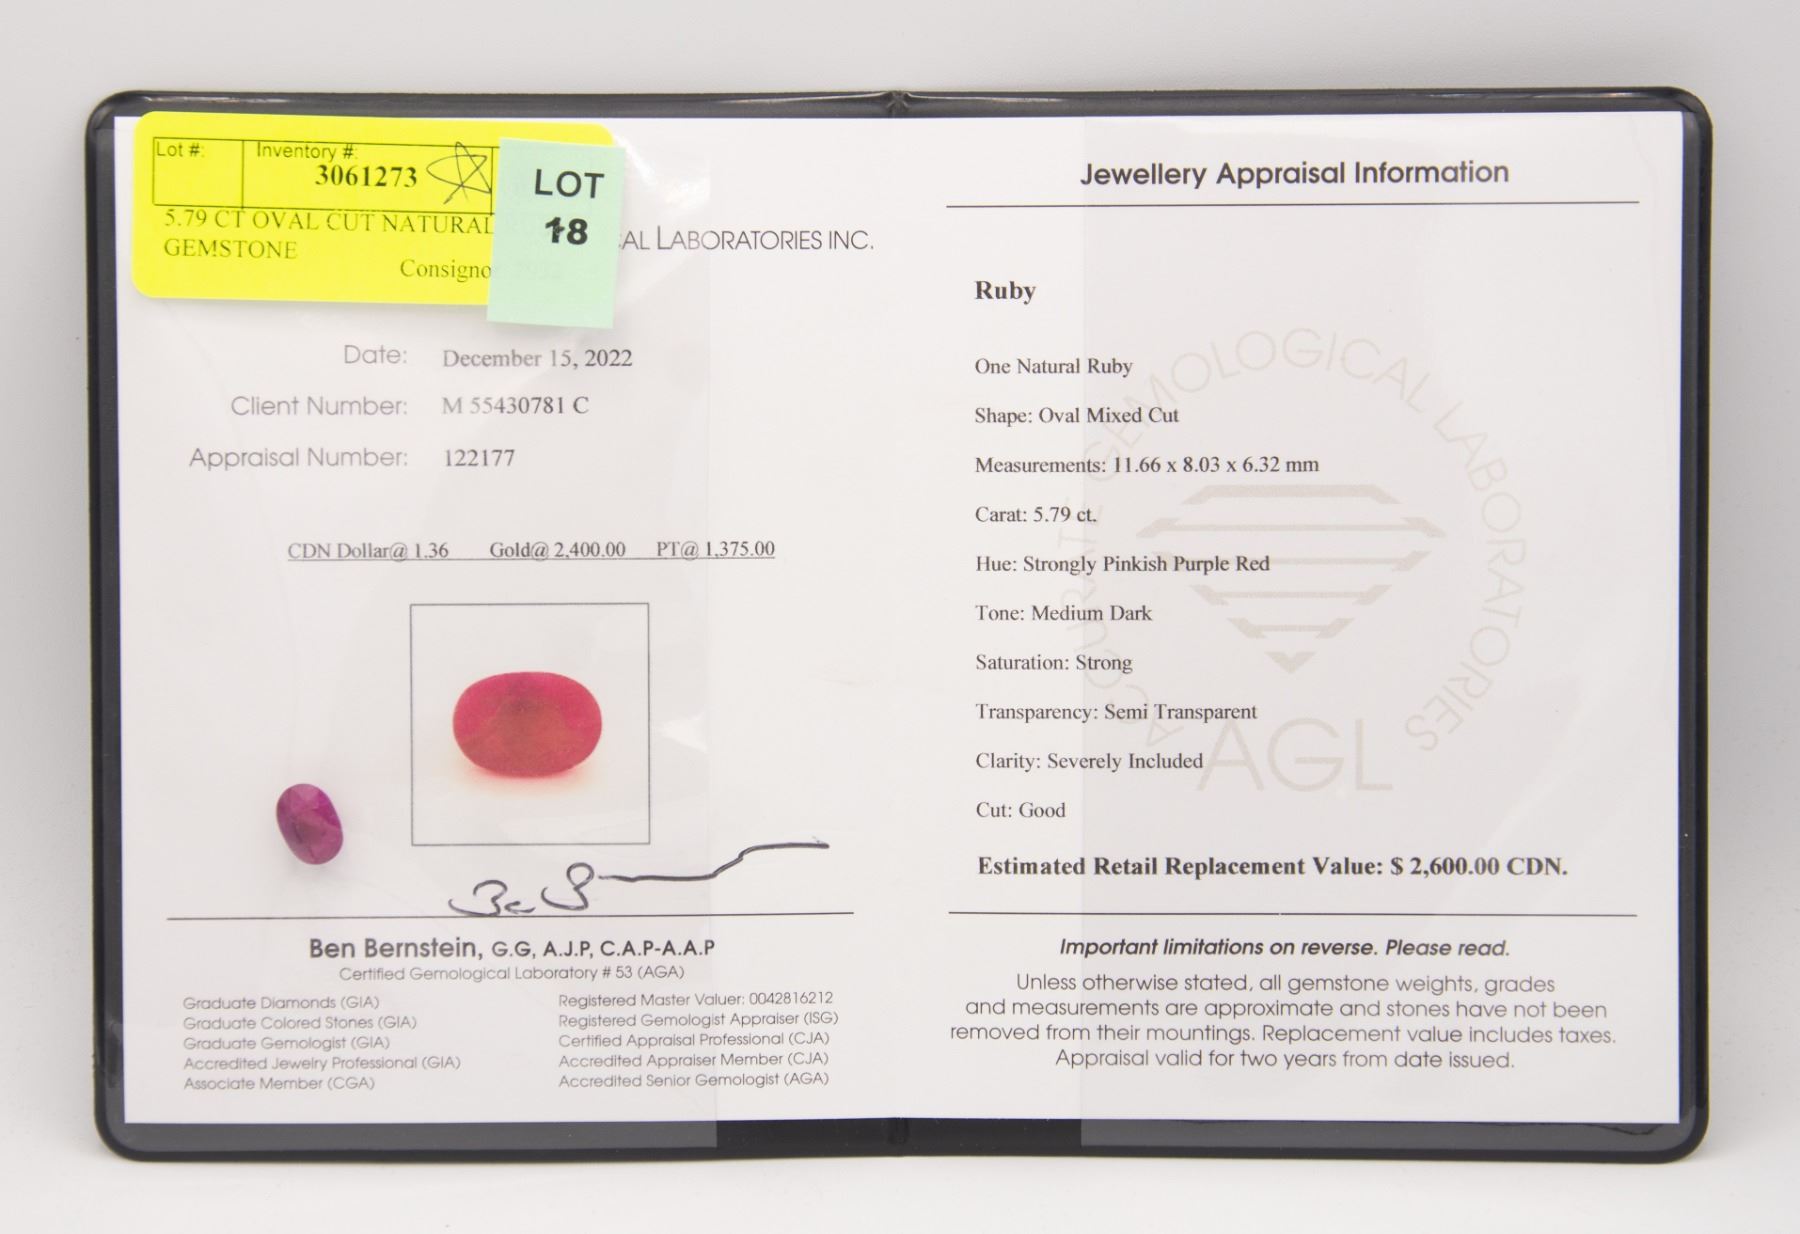 Lot #:
Inventory #:
3061273
5.79 CT OVAL CUT NATURAL
GEMSTONE
Consigno
LOT
18
AL LABORATORIES INC.
Date: December 15, 2022
Client Number: M 55430781 C
Appraisal Number: 122177
CDN Dollar@ 1.36 Gold@ 2,400.00 PT@ 1,375.00
Ben Bernstein, G.G, A.J.P, C.A.P-A.A.P
Certified Gemological Laboratory # 53 (AGA)
Graduate Diamonds (GIA)
Graduate Colored Stones (GIA)
Graduate Gemologist (GIA)
Accredited Jewelry Professional (GIA)
Associate Member (CGA)
Registered Master Valuer: 0042816212
Registered Gemologist Appraiser (ISG)
Certified Appraisal Professional (CJA)
Accredited Appraiser Member (CJA)
Accredited Senior Gemologist (AGA)
Jewellery Appraisal Information
Ruby
One Natural Ruby
Shape: Oval Mixed Cut
Measurements: 11.66 x 8.03 x 6.32 mm
Carat: 5.79 ct.
Hue: Strongly Pinkish Purple Red
Tone: Medium Dark
Saturation: Strong
Transparency: Semi Transparent
Clarity: Severely Included
Cut: Good
Estimated Retail Replacement Value: $ 2,600.00 CDN.
ACCURATE GEMOLOGICAL LABORATORIES
AGL
Important limitations on reverse. Please read.
Unless otherwise stated, all gemstone weights, grades
and measurements are approximate and stones have not been
removed from their mountings. Replacement value includes taxes.
Appraisal valid for two years from date issued.